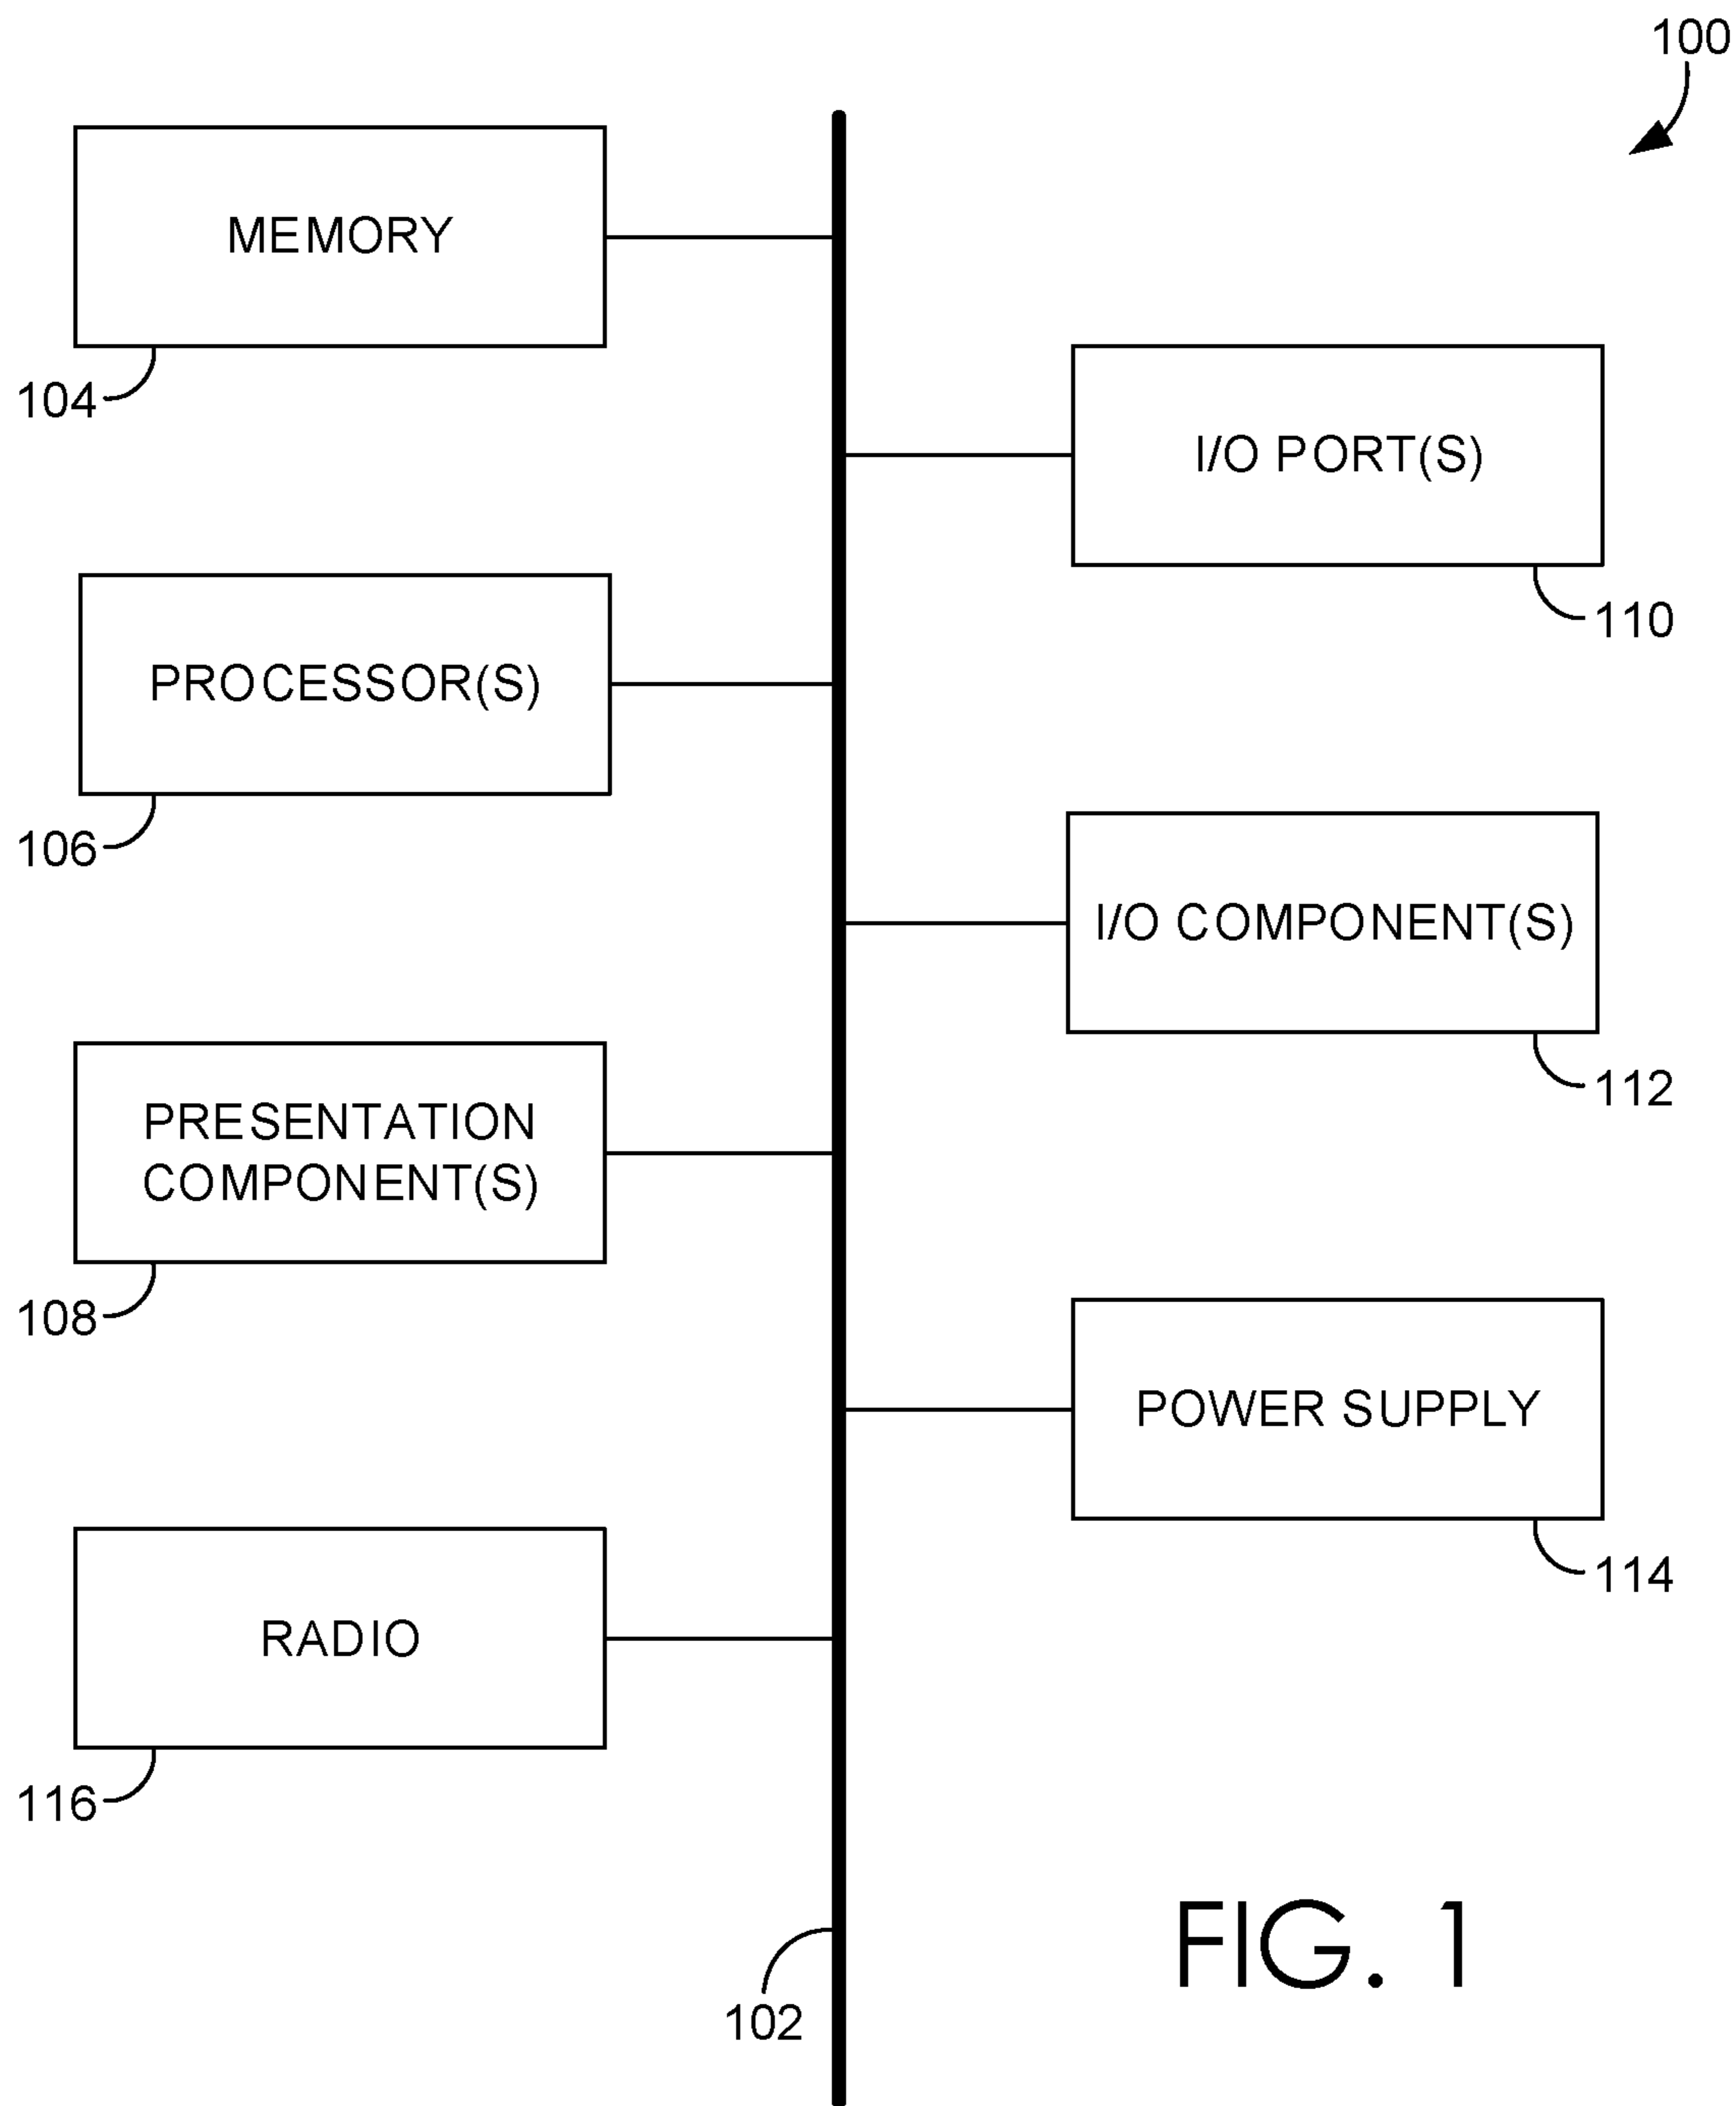 100
MEMORY
104
I/O PORT(S)
110
PROCESSOR(S)
106
I/O COMPONENT(S)
112
PRESENTATION
COMPONENT(S)
108
POWER SUPPLY
114
RADIO
116
102
FIG. 1